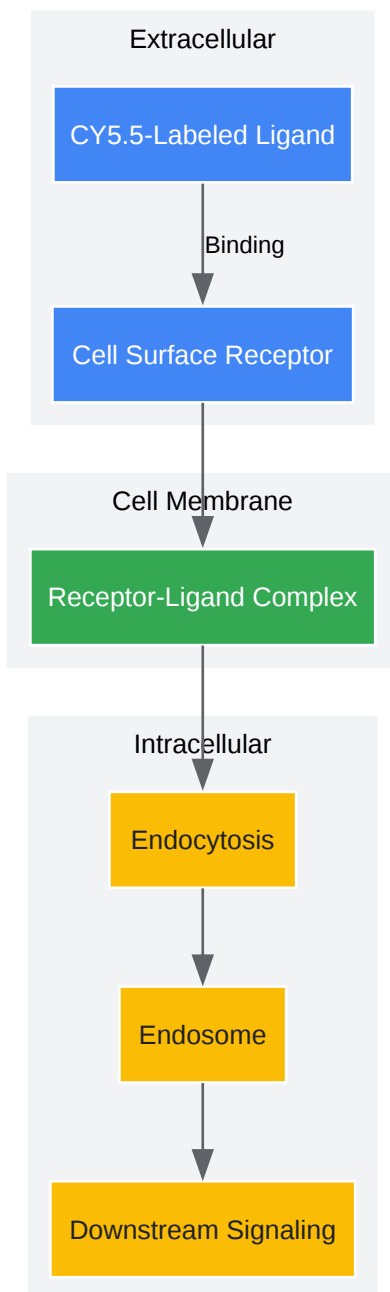 Extracellular
CY5.5-Labeled Ligand
Binding
Cell Surface Receptor
Cell Membrane
Receptor-Ligand Complex
Intracellular
Endocytosis
Endosome
Downstream Signaling